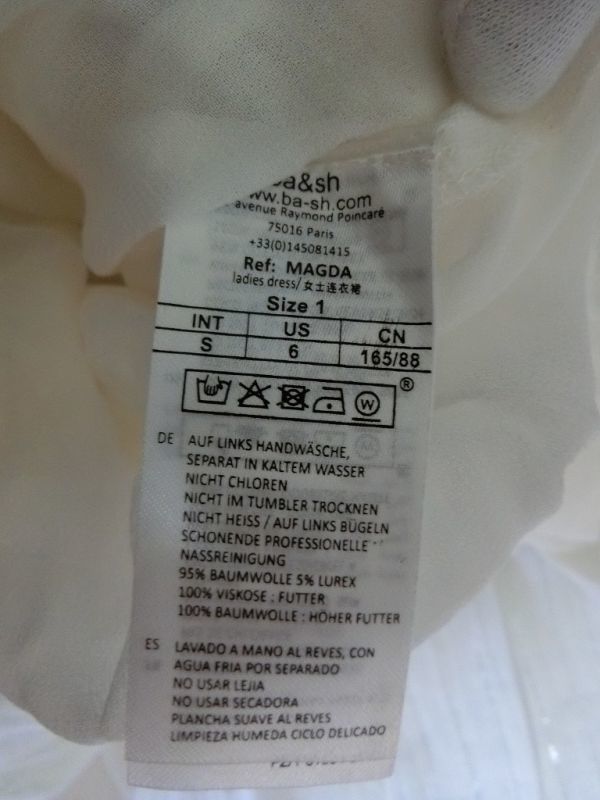 ba&sh
www.ba-sh.com
avenue Raymond Poincaré
75016 Paris
+33(0)145081415
Ref: MAGDA
ladies dress/女士连衣裙
Size 1
INT US CN
S 6 165/88
W ®
DE AUF LINKS HANDWÄSCHE,
SEPARAT IN KALTEM WASSER
NICHT CHLOREN
NICHT IM TUMBLER TROCKNEN
NICHT HEISS / AUF LINKS BÜGELN
SCHONENDE PROFESSIONELLE
NASSREINIGUNG
95% BAUMWOLLE 5% LUREX
100% VISKOSE : FUTTER
100% BAUMWOLLE : HÖHER FUTTER
ES LAVADO A MANO AL REVES, CON
AGUA FRIA POR SEPARADO
NO USAR LEJIA
NO USAR SECADORA
PLANCHA SUAVE AL REVES
LIMPIEZA HUMEDA CICLO DELICADO